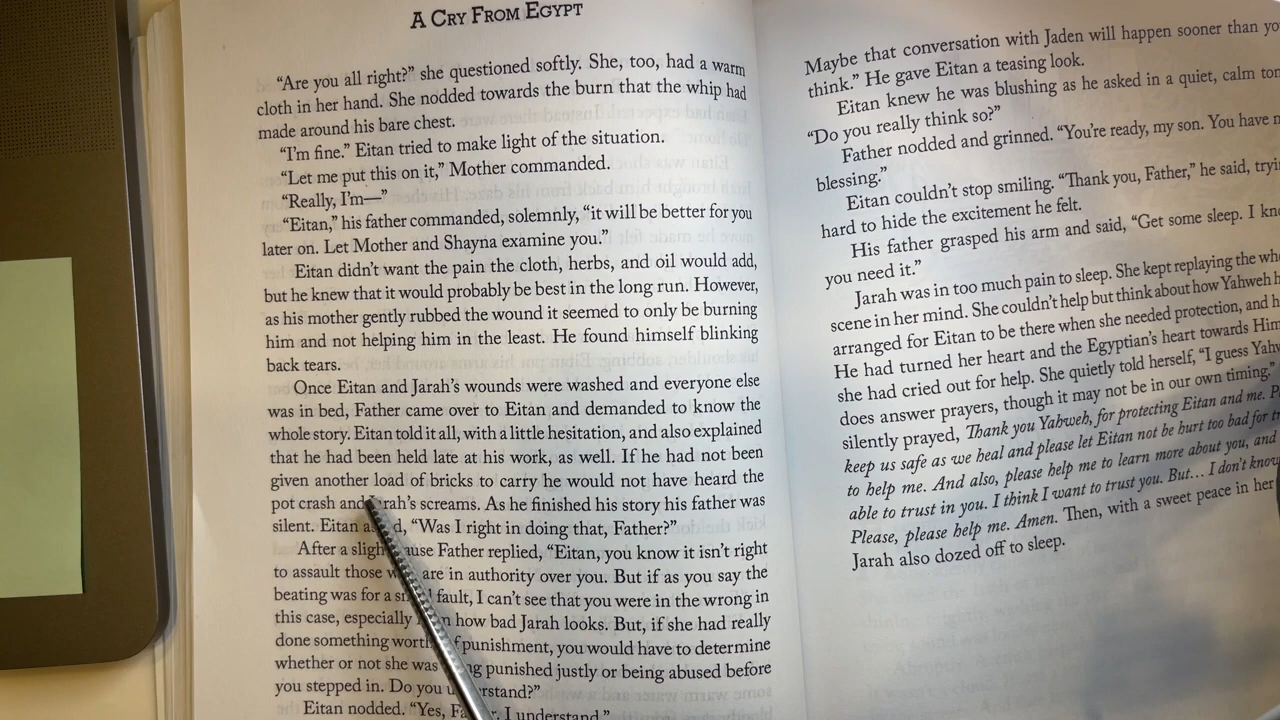 A CRY FROM EGYPT
“Are you all right?” she questioned softly. She, too, had a warm
cloth in her hand. She nodded towards the burn that the whip had
made around his bare chest.
“I’m fine.” Eitan tried to make light of the situation.
“Let me put this on it,” Mother commanded.
“Really, I’m—”
“Eitan,” his father commanded, solemnly, “it will be better for you
later on. Let Mother and Shayna examine you.”
Eitan didn’t want the pain the cloth, herbs, and oil would add,
but he knew that it would probably be best in the long run. However,
as his mother gently rubbed the wound it seemed to only be burning
him and not helping him in the least. He found himself blinking
back tears.
Once Eitan and Jarah’s wounds were washed and everyone else
was in bed, Father came over to Eitan and demanded to know the
whole story. Eitan told it all, with a little hesitation, and also explained
that he had been held late at his work, as well. If he had not been
given another load of bricks to carry he would not have heard the
pot crash and rah’s screams. As he finished his story his father was
silent. Eitan as d, “Was I right in doing that, Father?”
After a sligh ause Father replied, “Eitan, you know it isn’t right
to assault those w are in authority over you. But if as you say the
beating was for a s l fault, I can’t see that you were in the wrong in
this case, especially n how bad Jarah looks. But, if she had really
done something wort f punishment, you would have to determine
whether or not she was ng punished justly or being abused before
you stepped in. Do you u rstand?”
Eitan nodded. “Yes, Fa r, I understand.”
Maybe that conversation with Jaden will happen sooner than yo
think.” He gave Eitan a teasing look.
Eitan knew he was blushing as he asked in a quiet, calm ton
“Do you really think so?”
Father nodded and grinned. “You’re ready, my son. You have m
blessing.”
Eitan couldn’t stop smiling. “Thank you, Father,” he said, tryi
hard to hide the excitement he felt.
His father grasped his arm and said, “Get some sleep. I kno
you need it.”
Jarah was in too much pain to sleep. She kept replaying the who
scene in her mind. She couldn’t help but think about how Yahweh h
arranged for Eitan to be there when she needed protection, and h
He had turned her heart and the Egyptian’s heart towards Him
she had cried out for help. She quietly told herself, “I guess Yahw
does answer prayers, though it may not be in our own timing.”
silently prayed, Thank you Yahweh, for protecting Eitan and me. P
keep us safe as we heal and please let Eitan not be hurt too bad for t
to help me. And also, please help me to learn more about you, and
able to trust in you. I think I want to trust you. But… I don’t know
Please, please help me. Amen. Then, with a sweet peace in her
Jarah also dozed off to sleep.